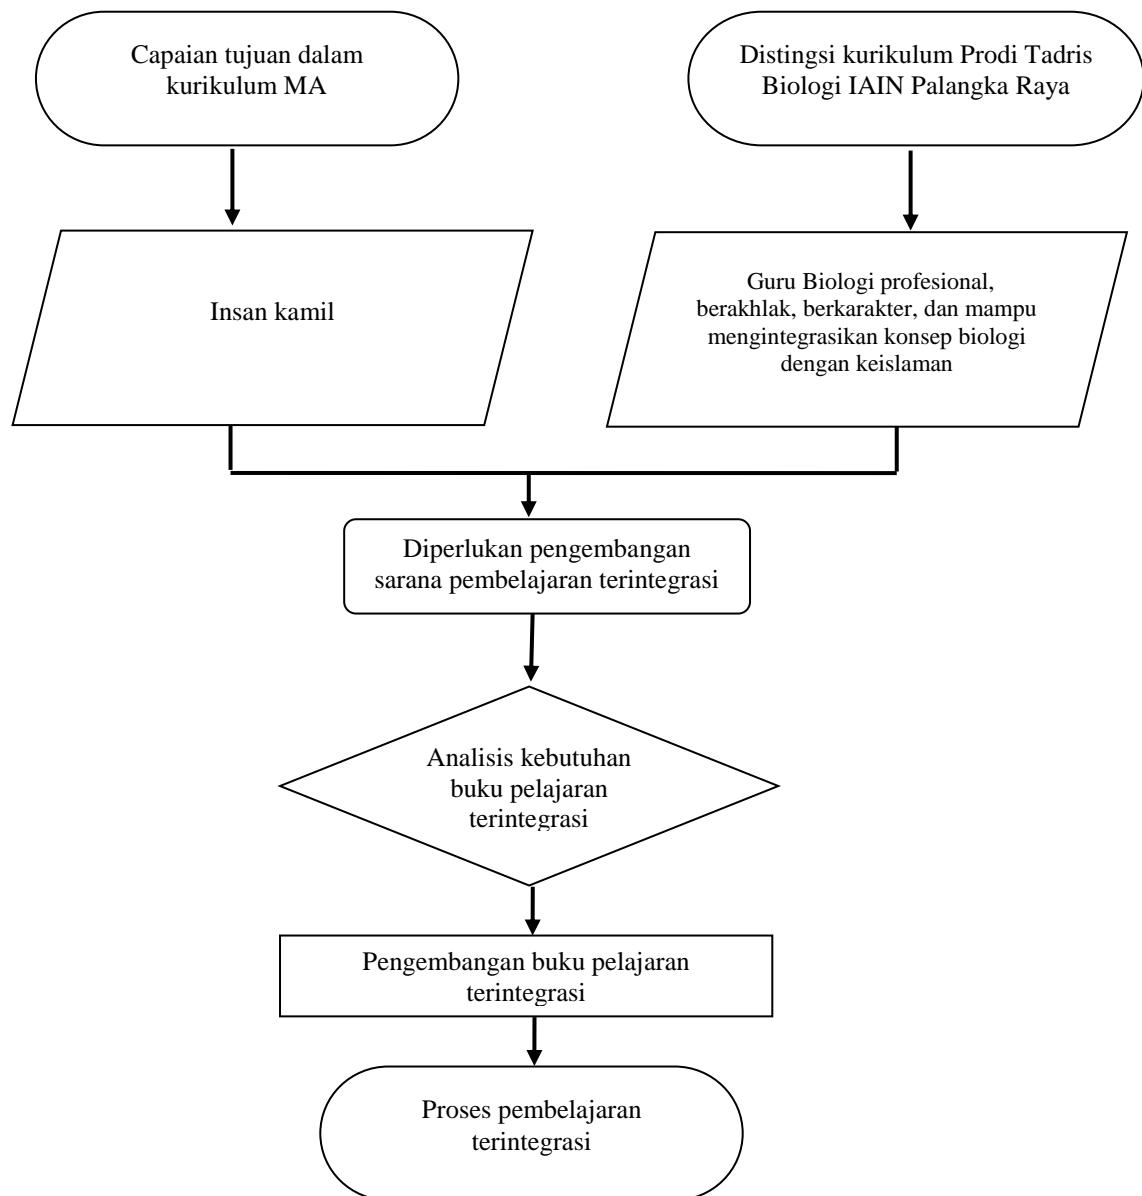 Capaian tujuan dalam
kurikulum MA
Distingsi kurikulum Prodi Tadris
Biologi IAIN Palangka Raya
Insan kamil
Guru Biologi profesional,
berakhlak, berkarakter, dan mampu
mengintegrasikan konsep biologi
dengan keislaman
Diperlukan pengembangan
sarana pembelajaran terintegrasi
Analisis kebutuhan
buku pelajaran
terintegrasi
Pengembangan buku pelajaran
terintegrasi
Proses pembelajaran
terintegrasi